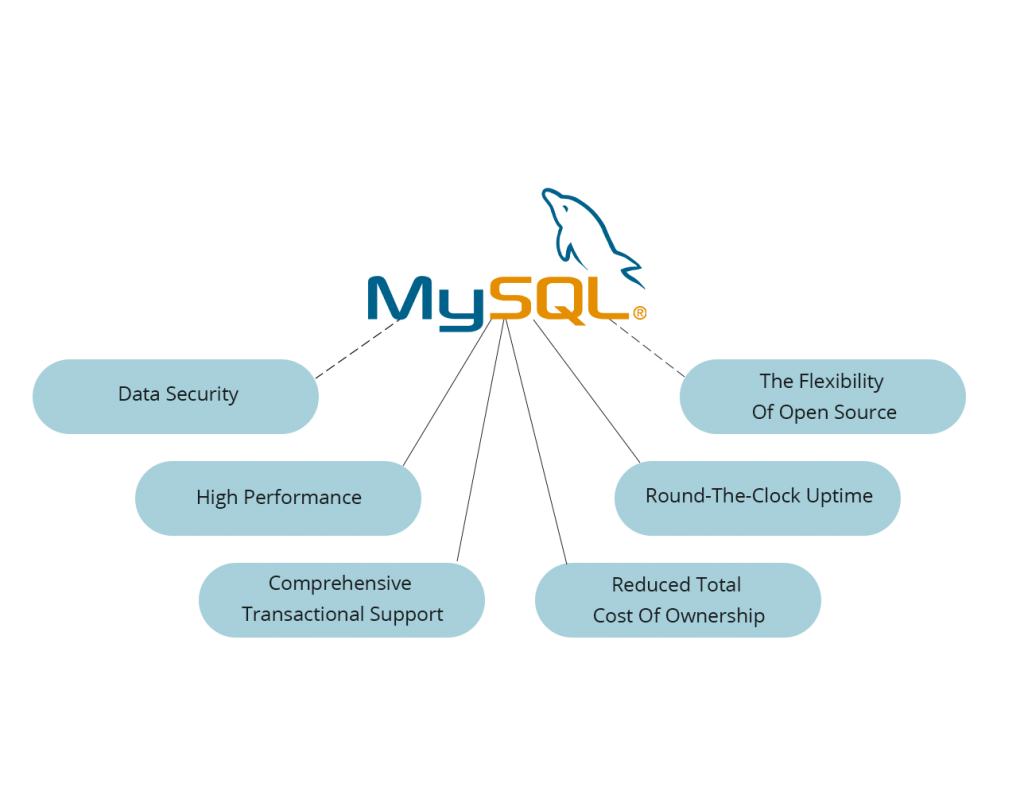 MySQL®
Data Security
The Flexibility
Of Open Source
High Performance
Round-The-Clock Uptime
Comprehensive
Transactional Support
Reduced Total
Cost Of Ownership